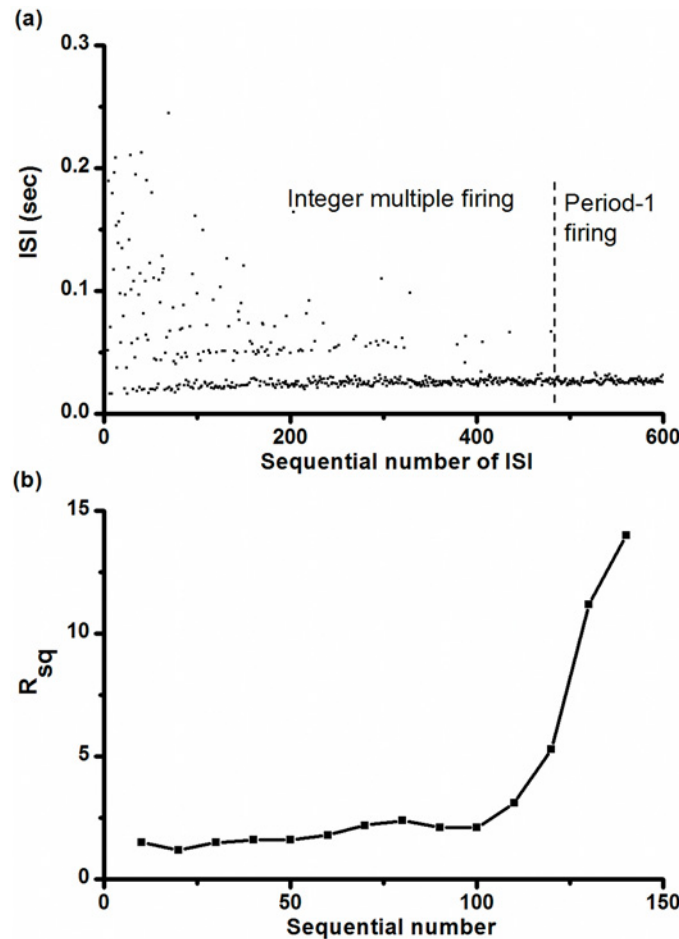 (a)
0.3
0.2
0.1
0.0
ISI (sec)
Integer multiple firing
Period-1
firing
0
200
400
600
Sequential number of ISI
(b)
15
10
5
0
Rsq
0
50
100
150
Sequential number